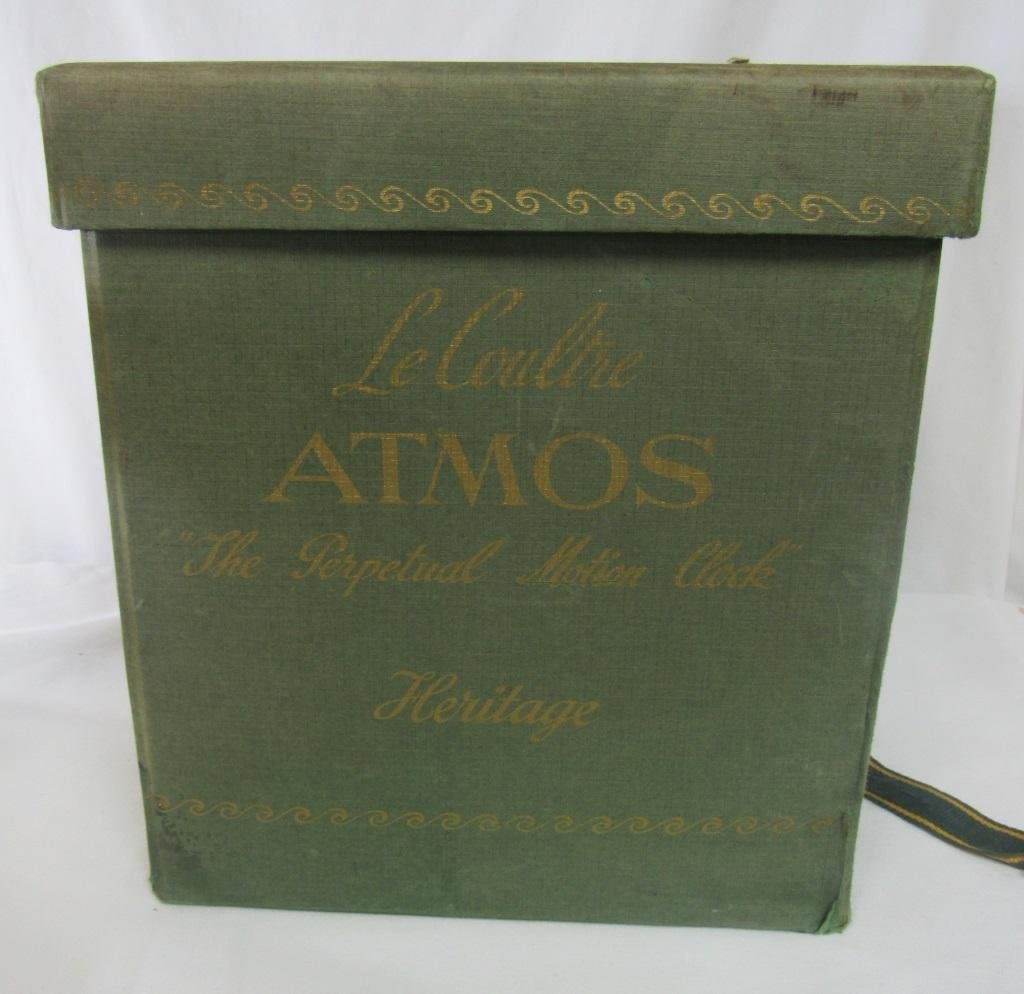 Le Coultre
ATMOS
"The Perpetual Motion Clock"
Heritage